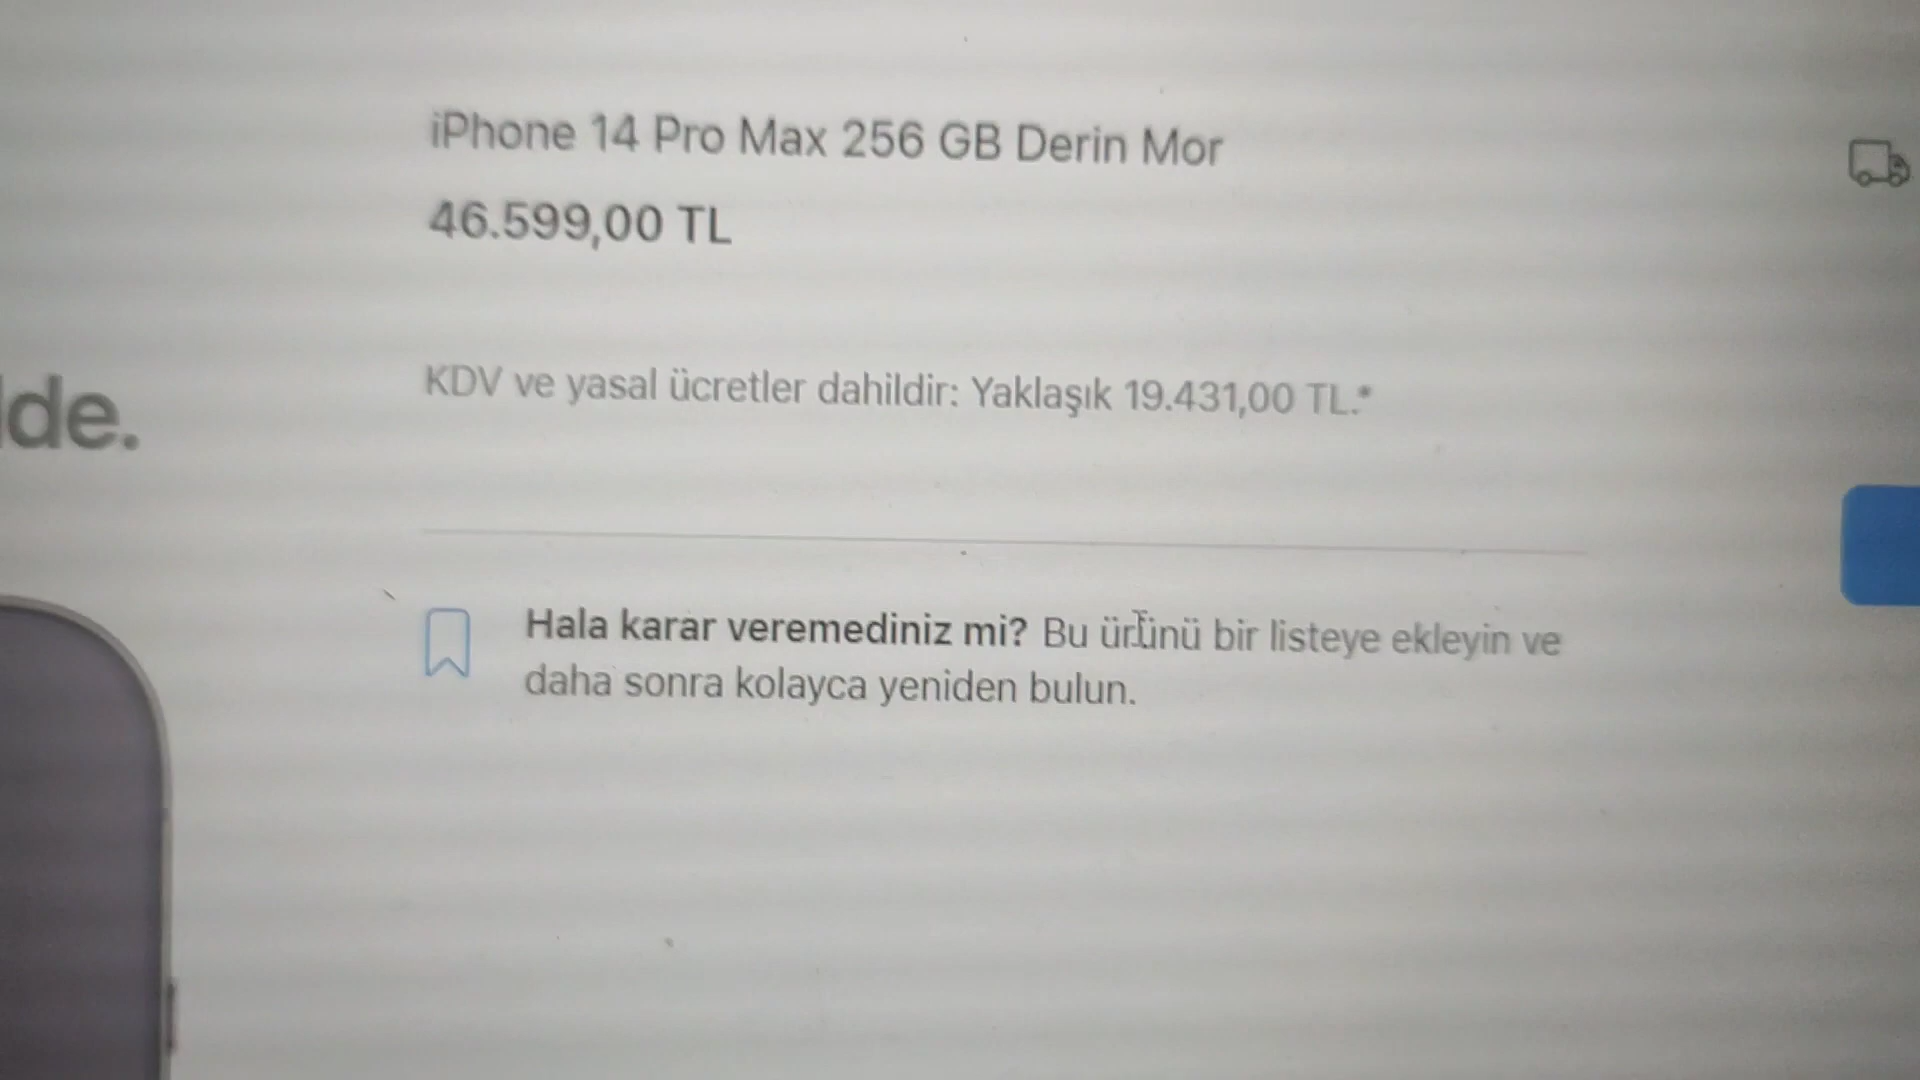 iPhone 14 Pro Max 256 GB Derin Mor
46.599,00 TL
KDV ve yasal ücretler dahildir: Yaklaşık 19.431,00 TL.*
de.
Hala karar veremediniz mi? Bu ürünü bir listeye ekleyin ve
daha sonra kolayca yeniden bulun.